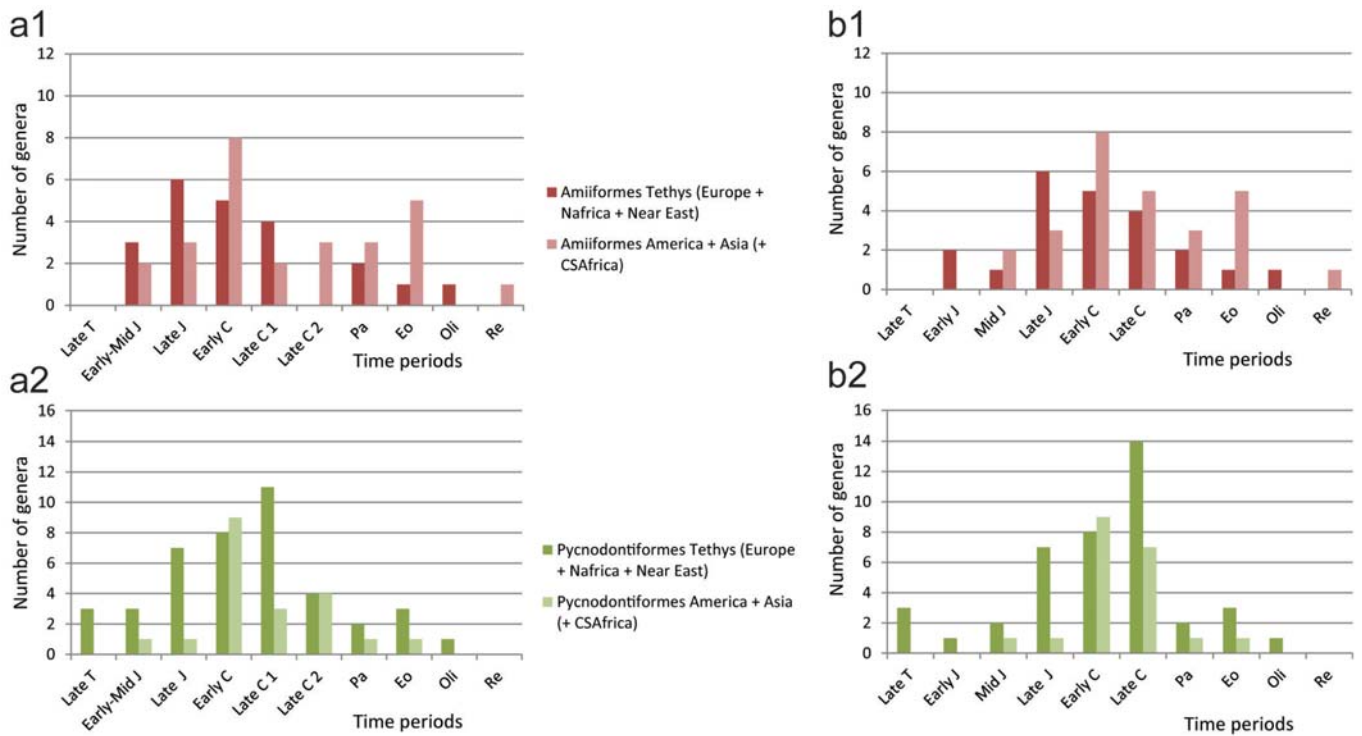 a1
12
10
8
6
4
2
0
Number of genera
Late T
Early-Mid J
Late J
Early C
Late C 1
Late C 2
Pa
Eo
Oli
Re
Time periods
Amiiformes Tethys (Europe +
Nafrica + Near East)
Amiiformes America + Asia (+
CSAfrica)
b1
12
10
8
6
4
2
0
Number of genera
Late T
Early J
Mid J
Late J
Early C
Late C
Pa
Eo
Oli
Re
Time periods
a2
16
14
12
10
8
6
4
2
0
Number of genera
Late T
Early-Mid J
Late J
Early C
Late C 1
Late C 2
Pa
Eo
Oli
Re
Time periods
Pycnodontiformes Tethys (Europe
+ Nafrica + Near East)
Pycnodontiformes America + Asia
(+ CSAfrica)
b2
16
14
12
10
8
6
4
2
0
Number of genera
Late T
Early J
Mid J
Late J
Early C
Late C
Pa
Eo
Oli
Re
Time periods